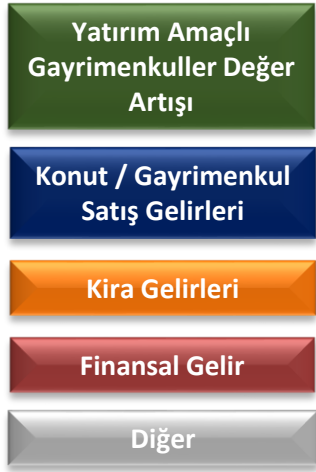 Yatırım Amaçlı
Gayrimenkuller Değer
Artışı
Konut / Gayrimenkul
Satış Gelirleri
Kira Gelirleri
Finansal Gelir
Diğer